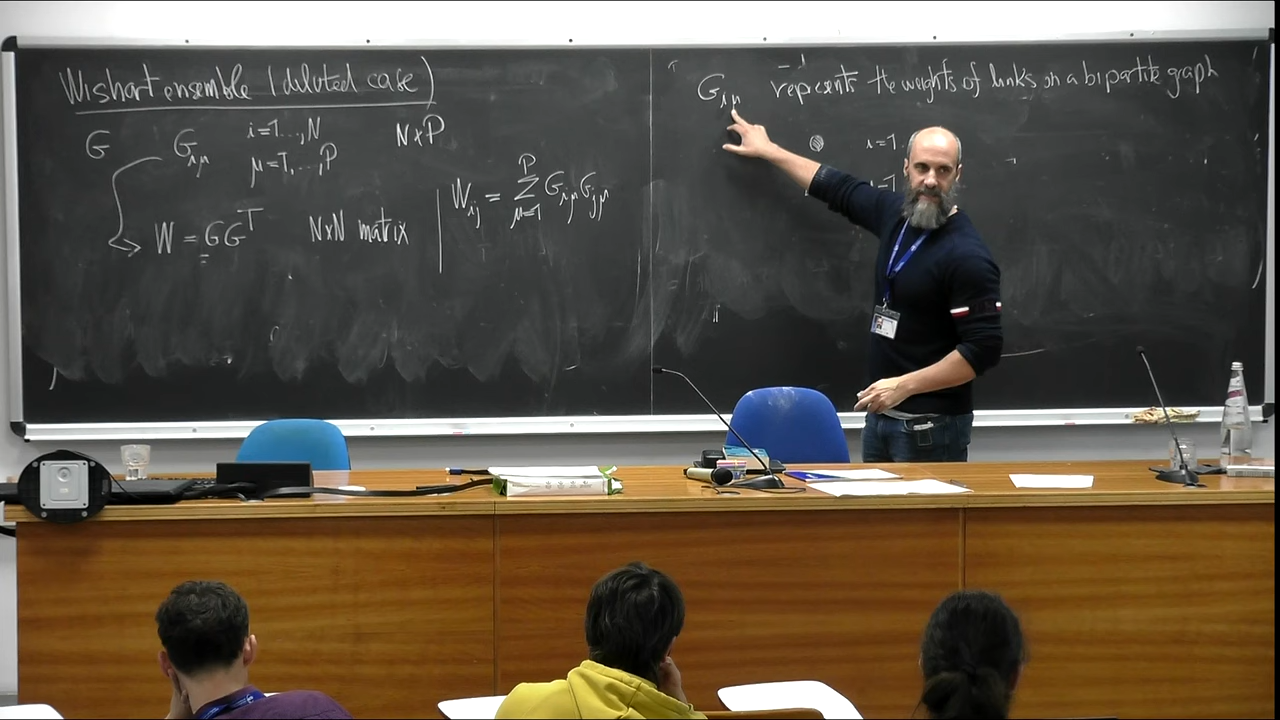 Wishart ensemble (diluted case)
G G_{iμ} i=1...,N N×P
μ=1,...,P
W = GG^T N×N matrix
W_{ij} = \sum_{μ=1}^{P} G_{iμ} G_{jμ}
G_{iμ} represents the weights of links on a bipartite graph
i=1